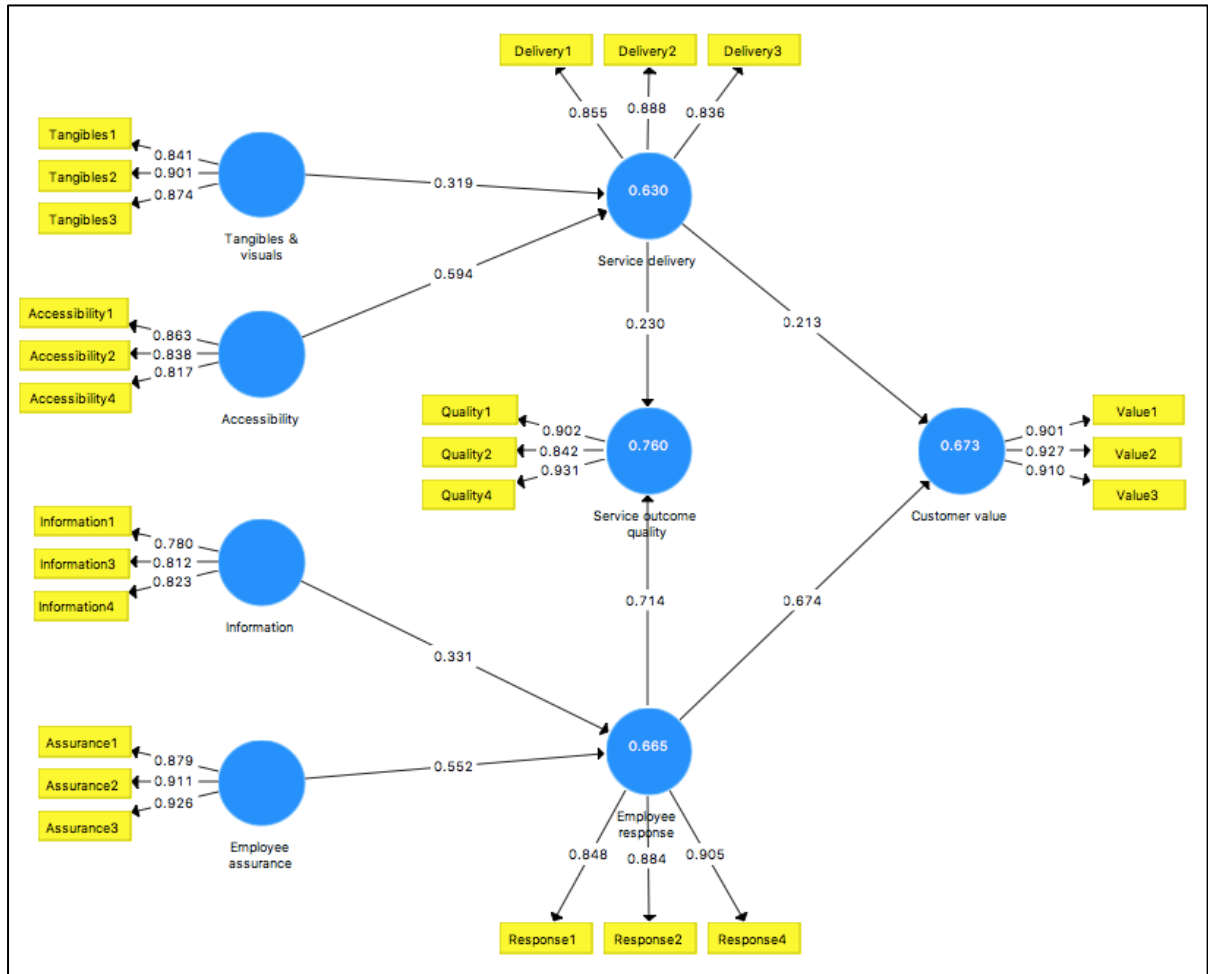 Delivery1
Delivery2
Delivery3
0.855
0.888
0.836
Tangibles1
Tangibles2
Tangibles3
0.841
0.901
0.874
Tangibles &
visuals
0.319
0.630
Service delivery
0.594
Accessibility1
Accessibility2
Accessibility4
0.863
0.838
0.817
Accessibility
0.230
0.213
Quality1
Quality2
Quality4
0.902
0.842
0.931
0.760
Service outcome
quality
0.673
Customer value
0.901
0.927
0.910
Value1
Value2
Value3
Information1
Information3
Information4
0.780
0.812
0.823
Information
0.331
0.714
0.674
Assurance1
Assurance2
Assurance3
0.879
0.911
0.926
Employee
assurance
0.552
0.665
Employee
response
0.848
0.884
0.905
Response1
Response2
Response4